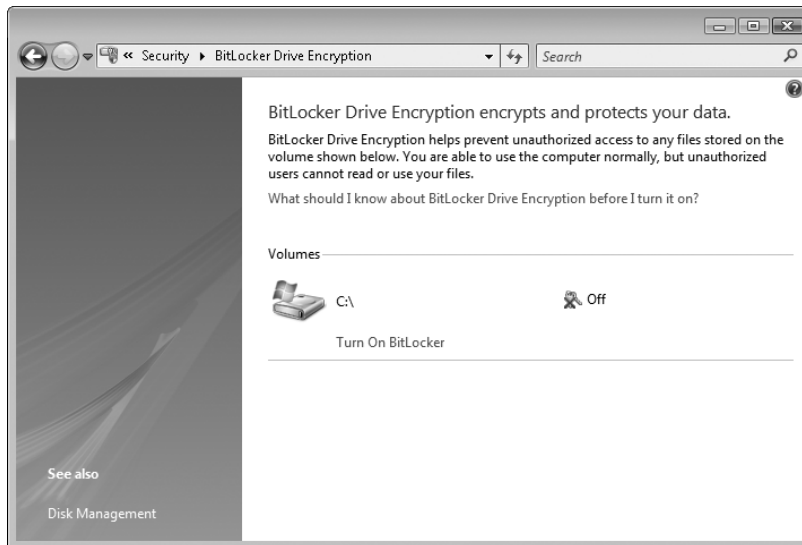 « Security ▸ BitLocker Drive Encryption
Search
BitLocker Drive Encryption encrypts and protects your data.
BitLocker Drive Encryption helps prevent unauthorized access to any files stored on the
volume shown below. You are able to use the computer normally, but unauthorized
users cannot read or use your files.
What should I know about BitLocker Drive Encryption before I turn it on?
Volumes
C:\
Off
Turn On BitLocker
See also
Disk Management